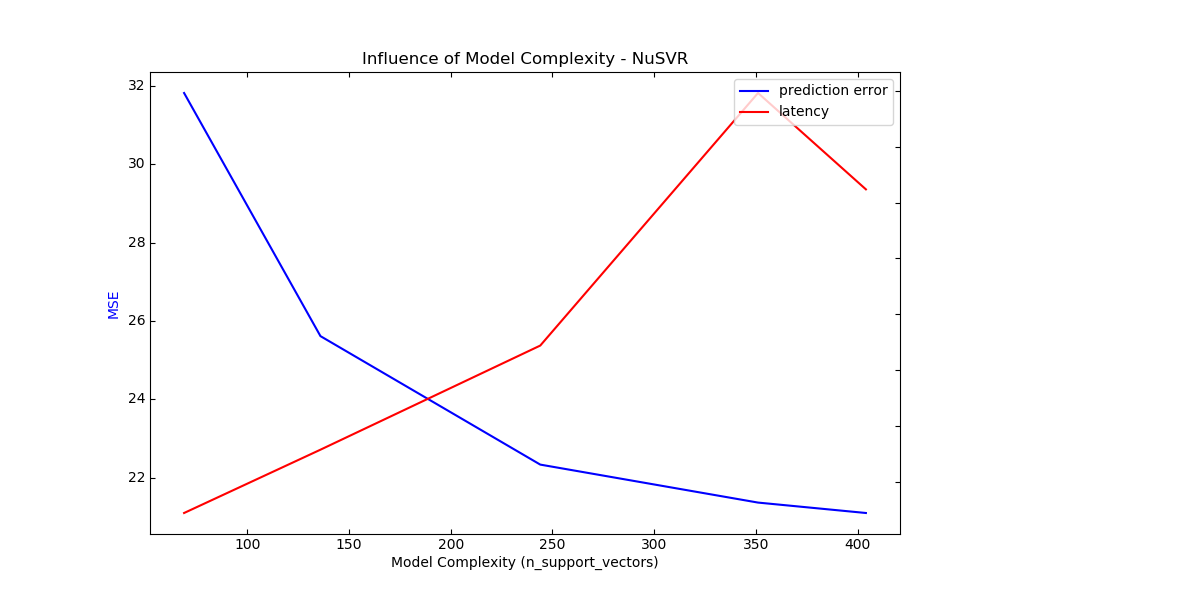 Influence of Model Complexity - NuSVR
prediction error
latency
32
30
28
26
24
22
MSE
100 150 200 250 300 350 400
Model Complexity (n_support_vectors)